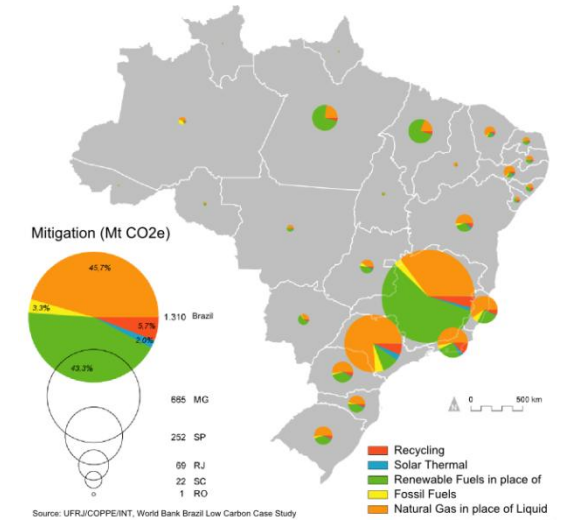 Mitigation (Mt CO2e)
45,7%
3.3%
5,7%
2,0%
43,3%
1.310 Brazil
665 MG
252 SP
69 RJ
22 SC
1 RO
N
0 500 km
Recycling
Solar Thermal
Renewable Fuels in place of
Fossil Fuels
Natural Gas in place of Liquid
Source: UFRJ/COPPE/INT, World Bank Brazil Low Carbon Case Study